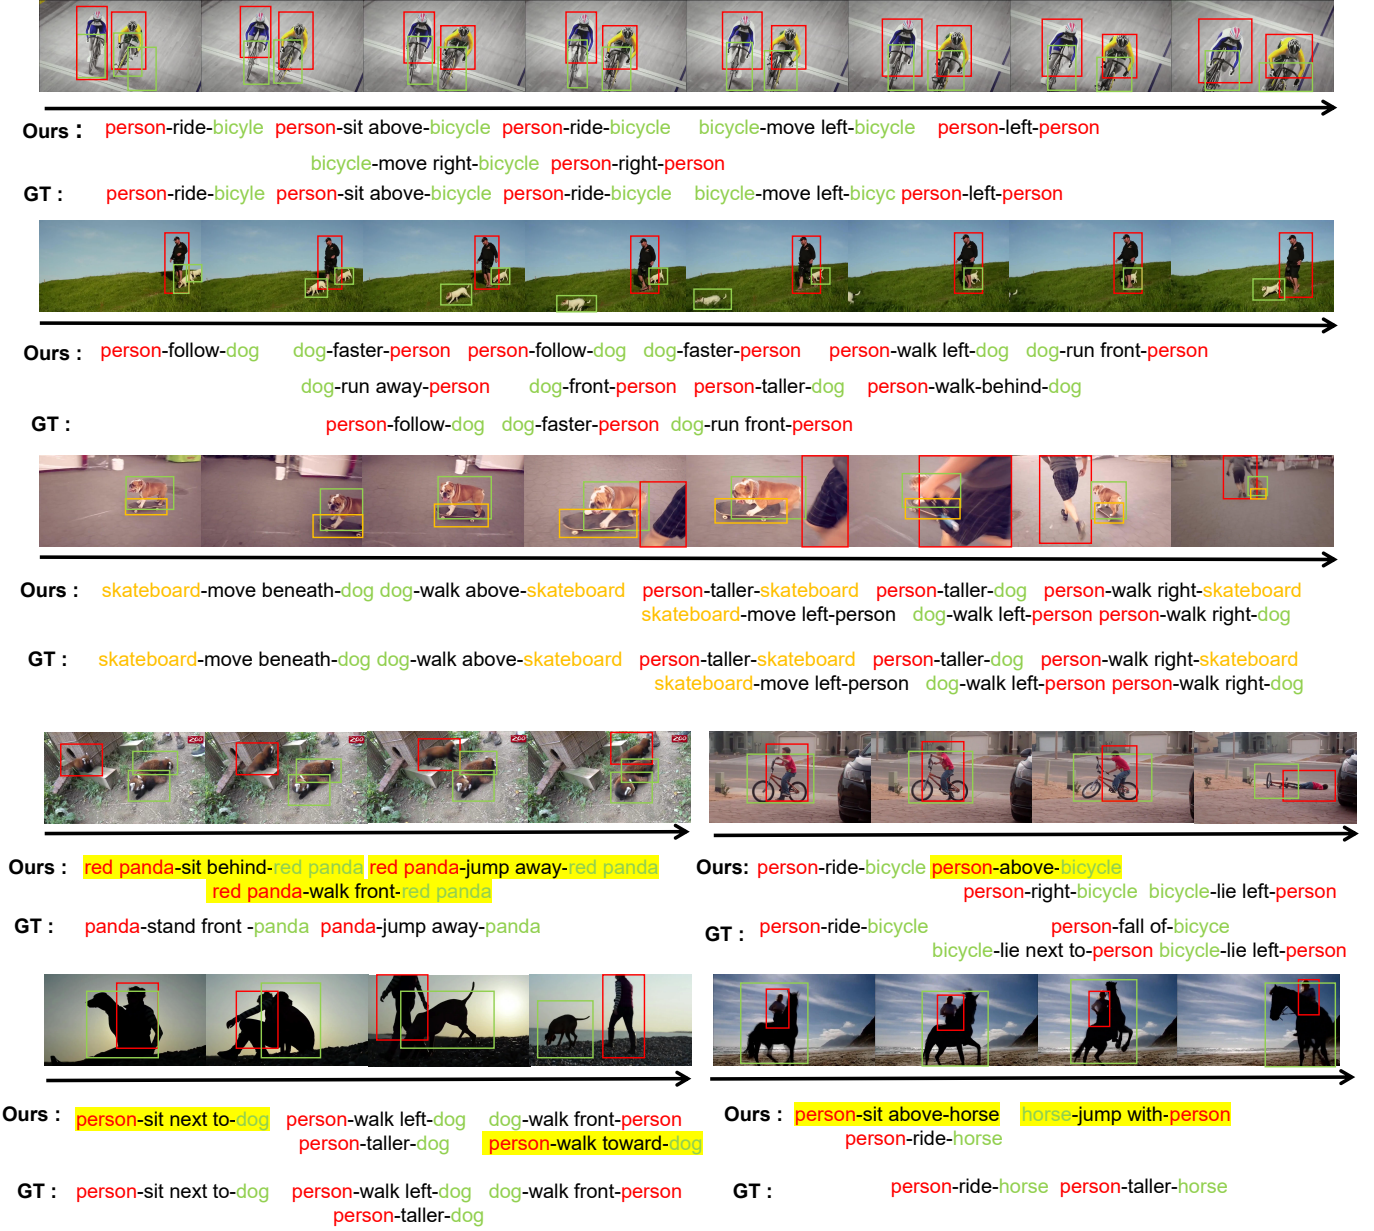 Ours : person-ride-bicyle person-sit above-bicycle person-ride-bicycle bicycle-move left-bicycle person-left-person
bicycle-move right-bicycle person-right-person
GT : person-ride-bicyle person-sit above-bicycle person-ride-bicycle bicycle-move left-bicyc person-left-person
Ours : person-follow-dog dog-faster-person person-follow-dog dog-faster-person person-walk left-dog dog-run front-person
dog-run away-person dog-front-person person-taller-dog person-walk-behind-dog
GT : person-follow-dog dog-faster-person dog-run front-person
Ours : skateboard-move beneath-dog dog-walk above-skateboard person-taller-skateboard person-taller-dog person-walk right-skateboard
skateboard-move left-person dog-walk left-person person-walk right-dog
GT : skateboard-move beneath-dog dog-walk above-skateboard person-taller-skateboard person-taller-dog person-walk right-skateboard
skateboard-move left-person dog-walk left-person person-walk right-dog
ZOO ZOO ZOO ZOO
Ours : red panda-sit behind-red panda red panda-jump away-red panda
red panda-walk front-red panda
GT : panda-stand front -panda panda-jump away-panda
Ours: person-ride-bicycle person-above-bicycle
person-right-bicycle bicycle-lie left-person
GT : person-ride-bicycle person-fall of-bicyce
bicycle-lie next to-person bicycle-lie left-person
Ours : person-sit next to-dog person-walk left-dog dog-walk front-person
person-taller-dog person-walk toward-dog
GT : person-sit next to-dog person-walk left-dog dog-walk front-person
person-taller-dog
Ours : person-sit above-horse horse-jump with-person
person-ride-horse
GT : person-ride-horse person-taller-horse